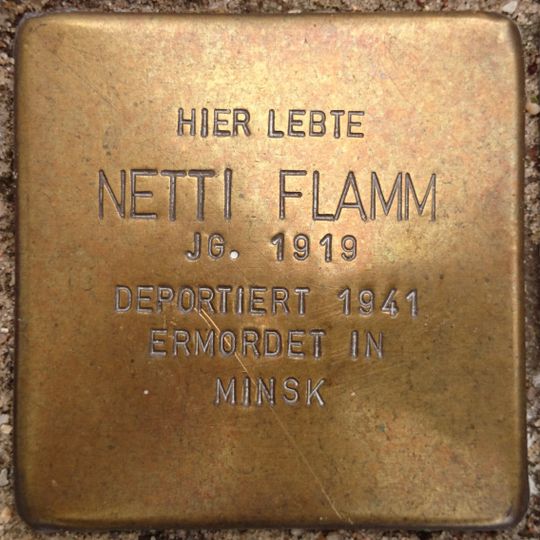 HIER LEBTE
NETTI FLAMM
JG. 1919
DEPORTIERT 1941
ERMORDET IN
MINSK